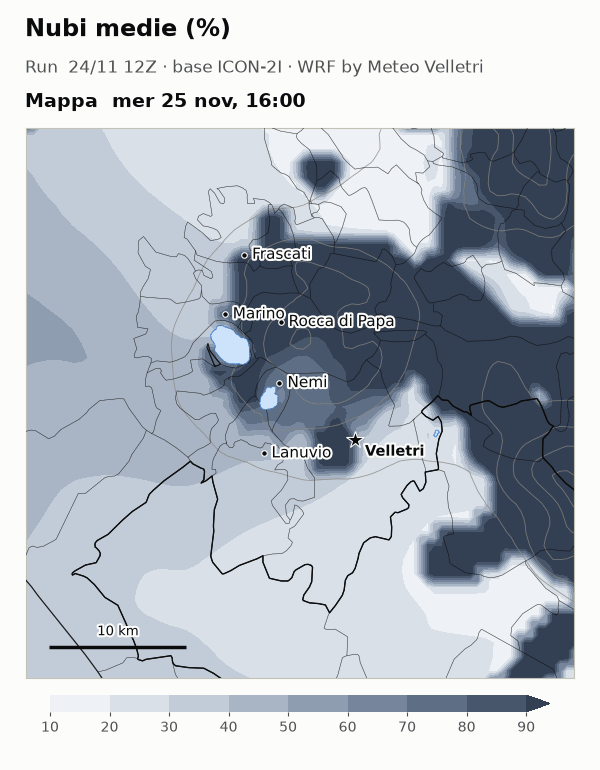 Nubi medie (%)
Run  24/11 12Z · base ICON-2I · WRF by Meteo Velletri
Mappa  mer 25 nov, 16:00
Frascati
Marino
Rocca di Papa
Nemi
Velletri
Lanuvio
10 km
10 20 30 40 50 60 70 80 90